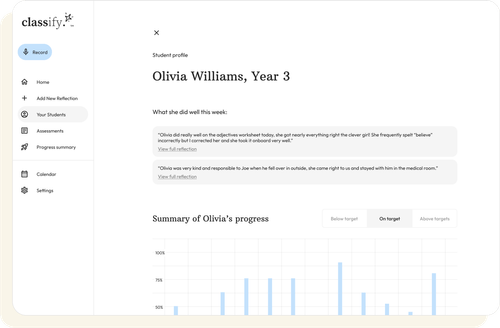 classify.
Record
Home
Add New Reflection
Your Students
Assessments
Progress summary
Calendar
Settings
Student profile
Olivia Williams, Year 3
What she did well this week:
"Olivia did really well on the adjectives worksheet today, she got nearly everything right the clever girl! She frequently spelt "believe"
incorrectly but I corrected her and she took it onboard very well."
View full reflection
"Olivia was very kind and responsible to Joe when he fell over in outside, she came right to us and stayed with him in the medical room."
View full reflection
Summary of Olivia's progress
Below target
On target
Above targets
100%
75%
50%